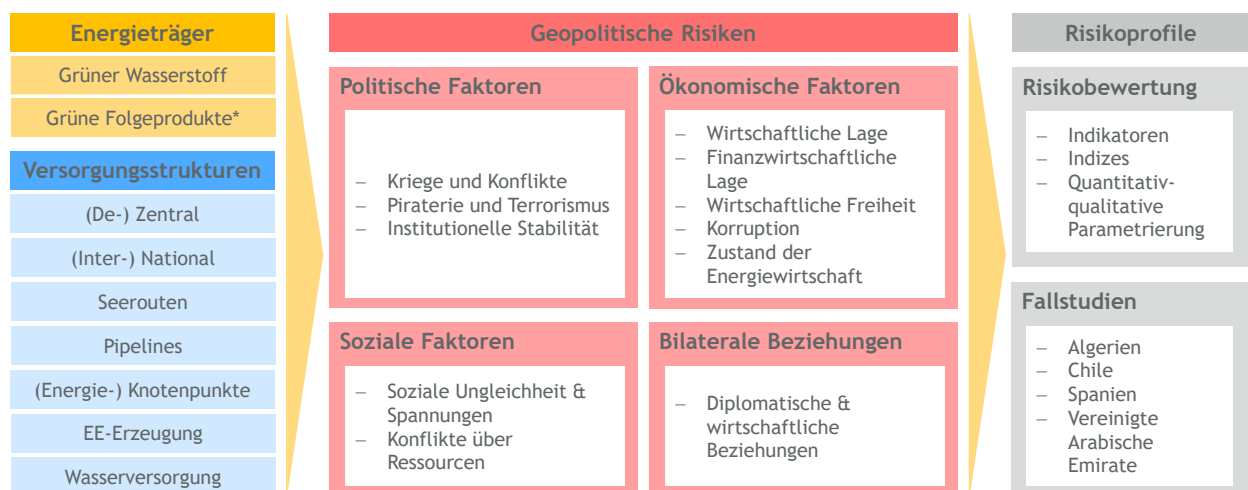 Energieträger
Grüner Wasserstoff
Grüne Folgeprodukte*
Versorgungsstrukturen
(De-) Zentral
(Inter-) National
Seerouten
Pipelines
(Energie-) Knotenpunkte
EE-Erzeugung
Wasserversorgung
Geopolitische Risiken
Politische Faktoren
– Kriege und Konflikte
– Piraterie und Terrorismus
– Institutionelle Stabilität
Ökonomische Faktoren
– Wirtschaftliche Lage
– Finanzwirtschaftliche
Lage
– Wirtschaftliche Freiheit
– Korruption
– Zustand der
Energiewirtschaft
Soziale Faktoren
– Soziale Ungleichheit &
Spannungen
– Konflikte über
Ressourcen
Bilaterale Beziehungen
– Diplomatische &
wirtschaftliche
Beziehungen
Risikoprofile
Risikobewertung
– Indikatoren
– Indizes
– Quantitativ-
qualitative
Parametrierung
Fallstudien
– Algerien
– Chile
– Spanien
– Vereinigte
Arabische
Emirate